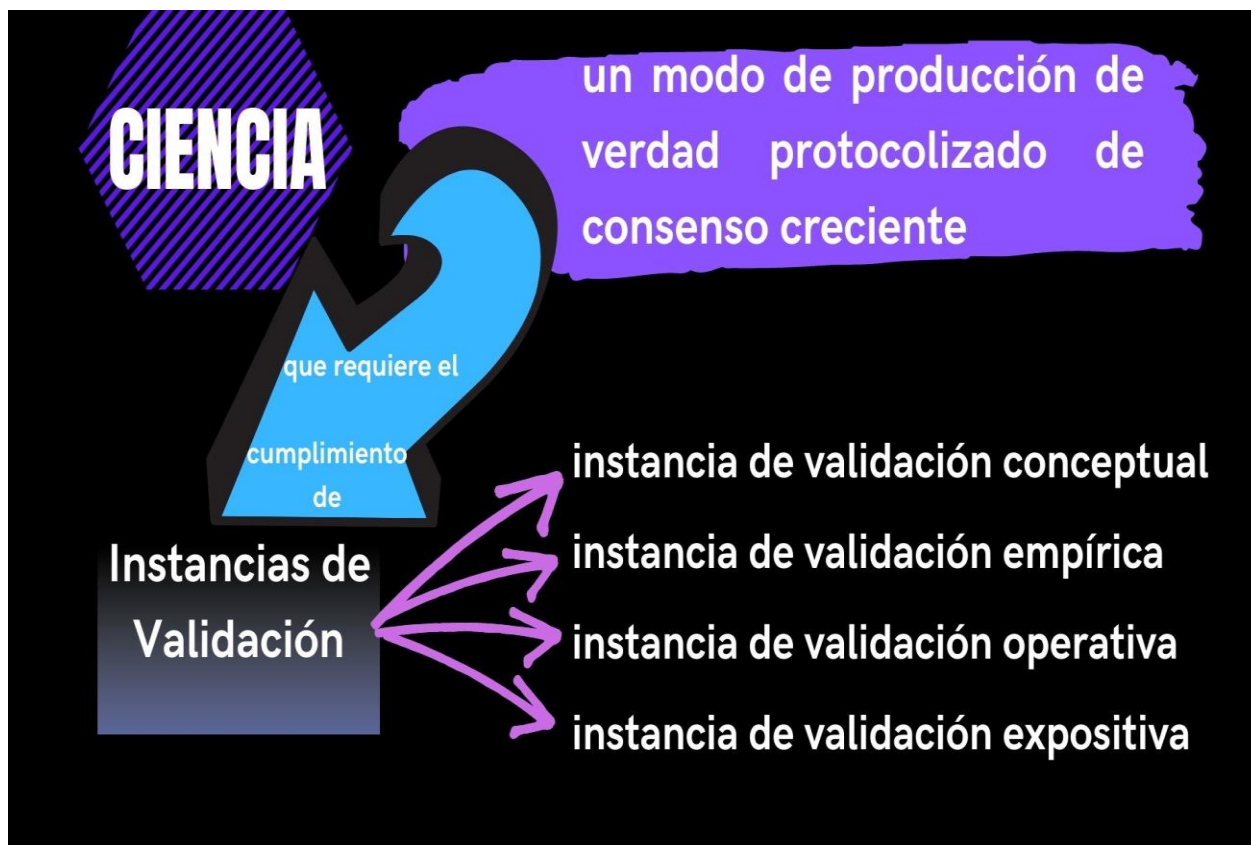 CIENCIA
un modo de producción de
verdad protocolizado de
consenso creciente
que requiere el
cumplimiento
de
Instancias de
Validación
instancia de validación conceptual
instancia de validación empírica
instancia de validación operativa
instancia de validación expositiva